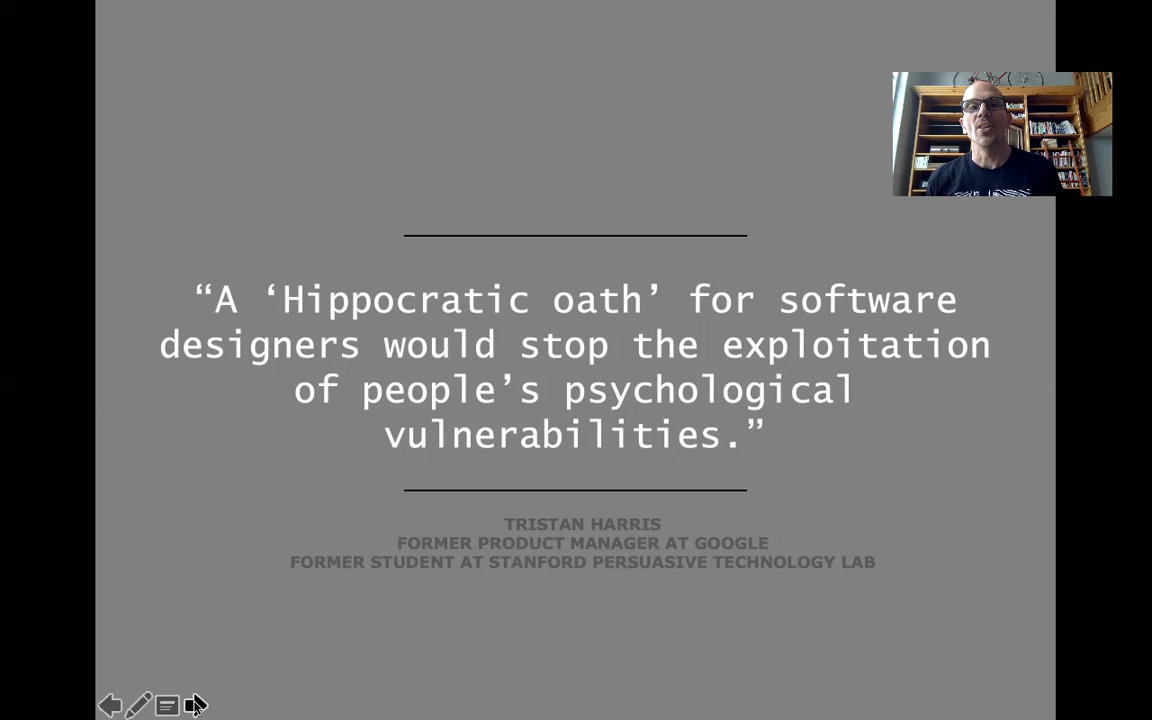 “A ‘Hippocratic oath’ for software
designers would stop the exploitation
of people’s psychological
vulnerabilities.”
TRISTAN HARRIS
FORMER PRODUCT MANAGER AT GOOGLE
FORMER STUDENT AT STANFORD PERSUASIVE TECHNOLOGY LAB